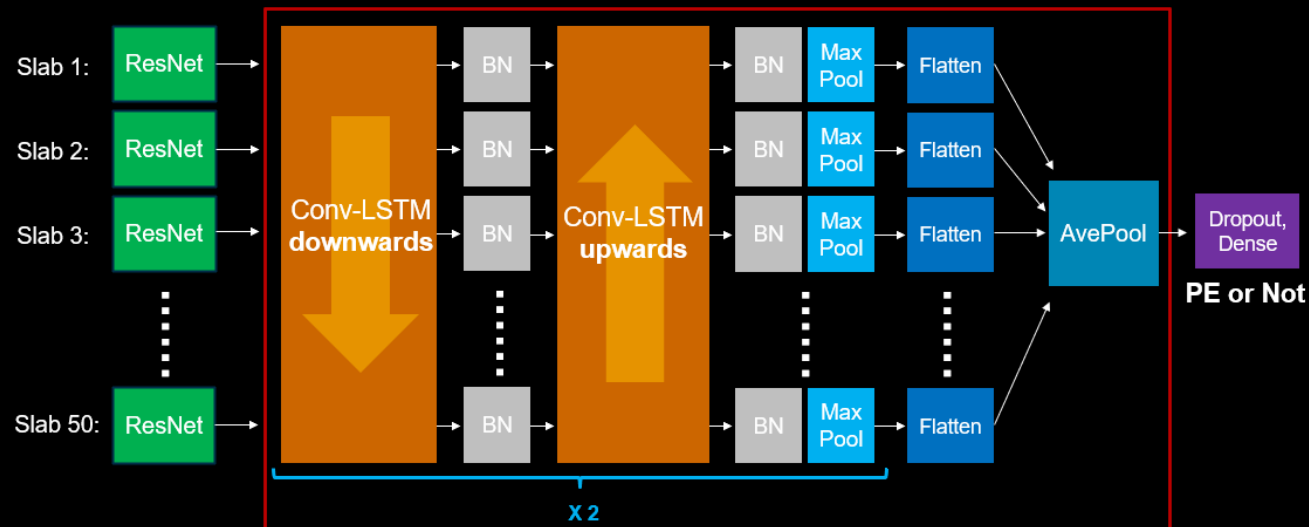 Slab 1:
ResNet
BN
BN
Max
Pool
Flatten
Slab 2:
ResNet
BN
BN
Max
Pool
Flatten
Slab 3:
ResNet
Conv-LSTM
downwards
BN
Conv-LSTM
upwards
BN
Max
Pool
Flatten
AvePool
Dropout,
Dense
PE or Not
Slab 50:
ResNet
BN
BN
Max
Pool
Flatten
X 2